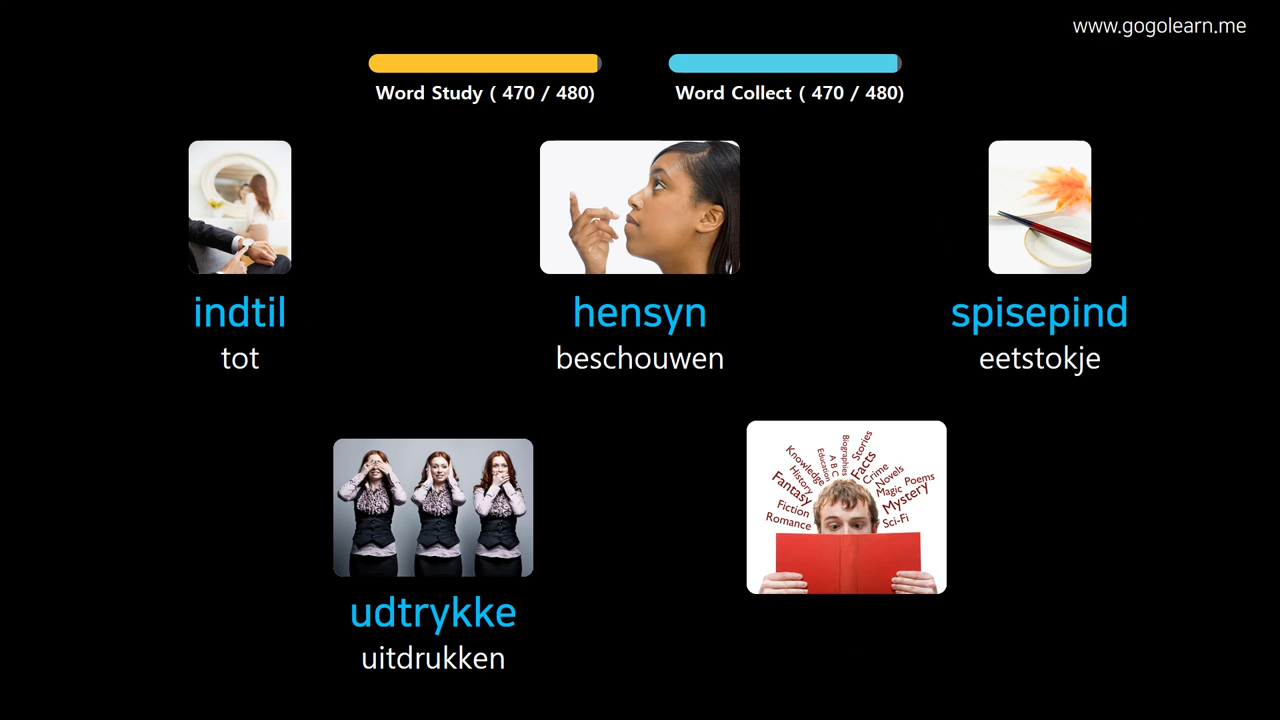 www.gogolearn.me
Word Study ( 470 / 480)
Word Collect ( 470 / 480)
indtil
tot
hensyn
beschouwen
spisepind
eetstokje
udtrykke
uitdrukken
Knowledge
Education
A B C
Biographies
Stories
Facts
Crime
Novels
Magic
Poems
Mystery
Sci-Fi
History
Fantasy
Fiction
Romance